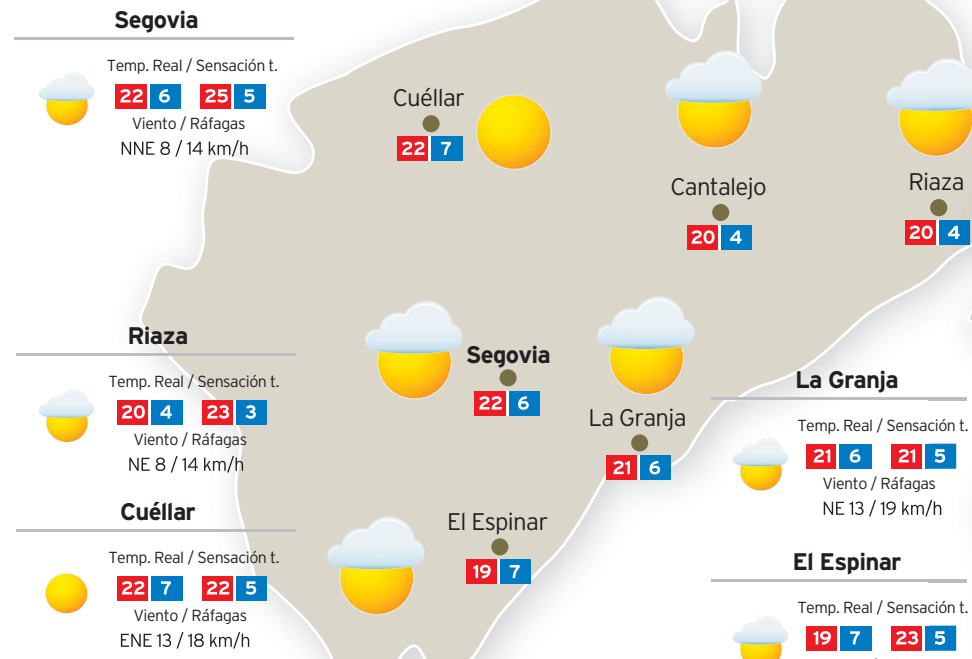 Segovia
Temp. Real / Sensación t.
22 6 25 5
Viento / Ráfagas
NNE 8 / 14 km/h
Riaza
Temp. Real / Sensación t.
20 4 23 3
Viento / Ráfagas
NE 8 / 14 km/h
Cuéllar
Temp. Real / Sensación t.
22 7 22 5
Viento / Ráfagas
ENE 13 / 18 km/h
Cuéllar
22 7
Cantalejo
20 4
Riaza
20 4
Segovia
22 6
La Granja
21 6
El Espinar
19 7
La Granja
Temp. Real / Sensación t.
21 6 21 5
Viento / Ráfagas
NE 13 / 19 km/h
El Espinar
Temp. Real / Sensación t.
19 7 23 5